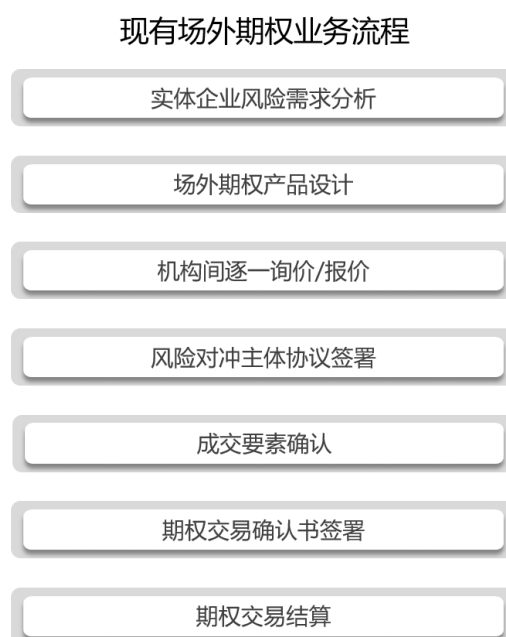 现有场外期权业务流程
实体企业风险需求分析
场外期权产品设计
机构间逐一询价/报价
风险对冲主体协议签署
成交要素确认
期权交易确认书签署
期权交易结算